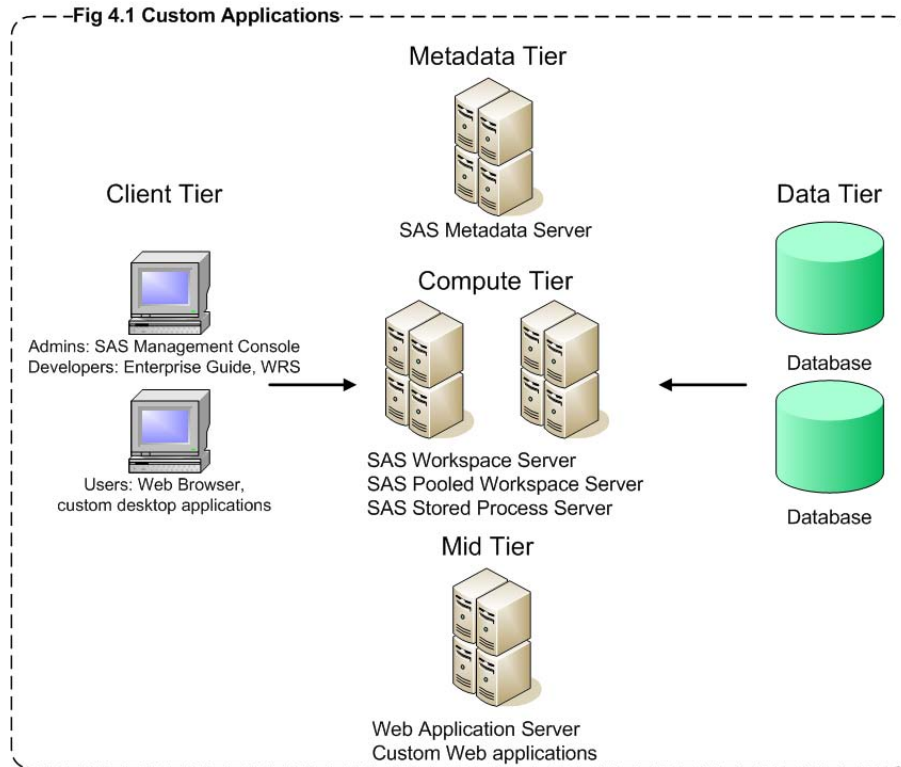 Fig 4.1 Custom Applications
Metadata Tier
SAS Metadata Server
Client Tier
Admins: SAS Management Console
Developers: Enterprise Guide, WRS
Users: Web Browser,
custom desktop applications
Compute Tier
SAS Workspace Server
SAS Pooled Workspace Server
SAS Stored Process Server
Data Tier
Database
Database
Mid Tier
Web Application Server
Custom Web applications